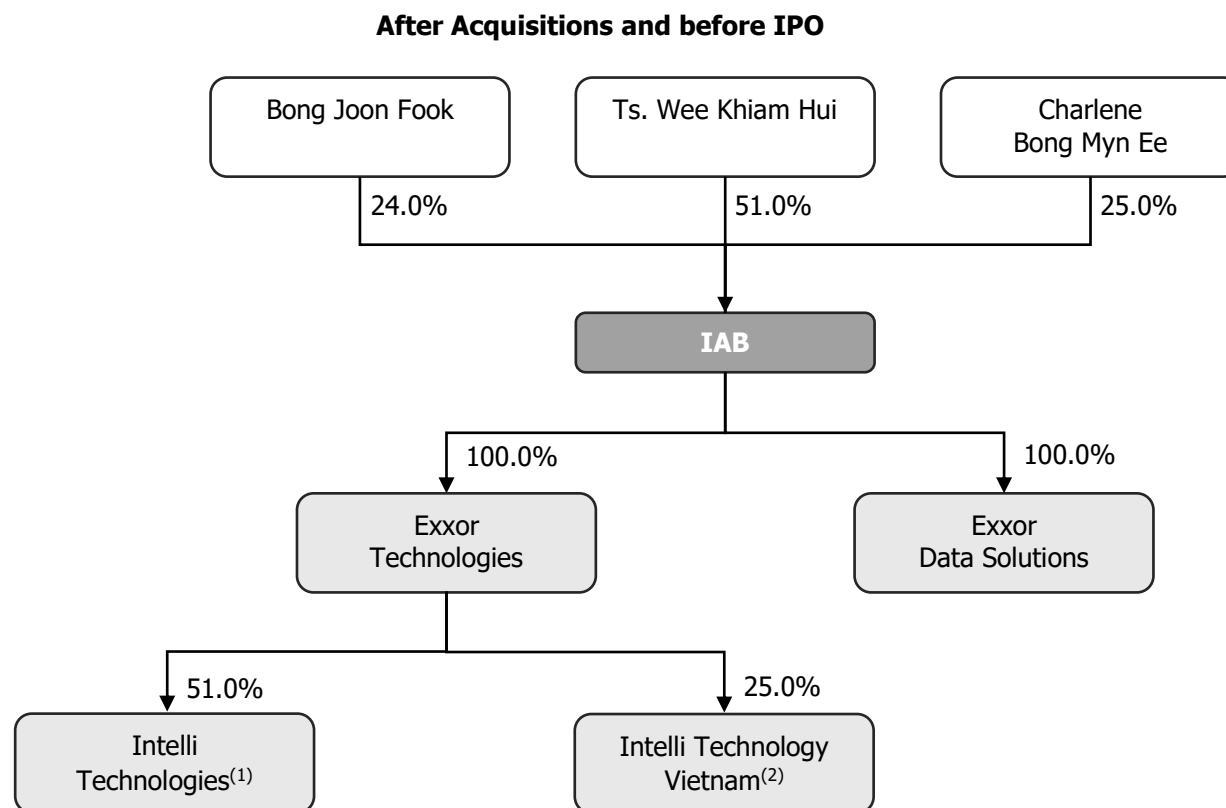 After Acquisitions and before IPO
Bong Joon Fook
Ts. Wee Khiam Hui
Charlene
Bong Myn Ee
24.0%
51.0%
25.0%
IAB
100.0%
100.0%
Exxor
Technologies
Exxor
Data Solutions
51.0%
25.0%
Intelli
Technologies(1)
Intelli Technology
Vietnam(2)